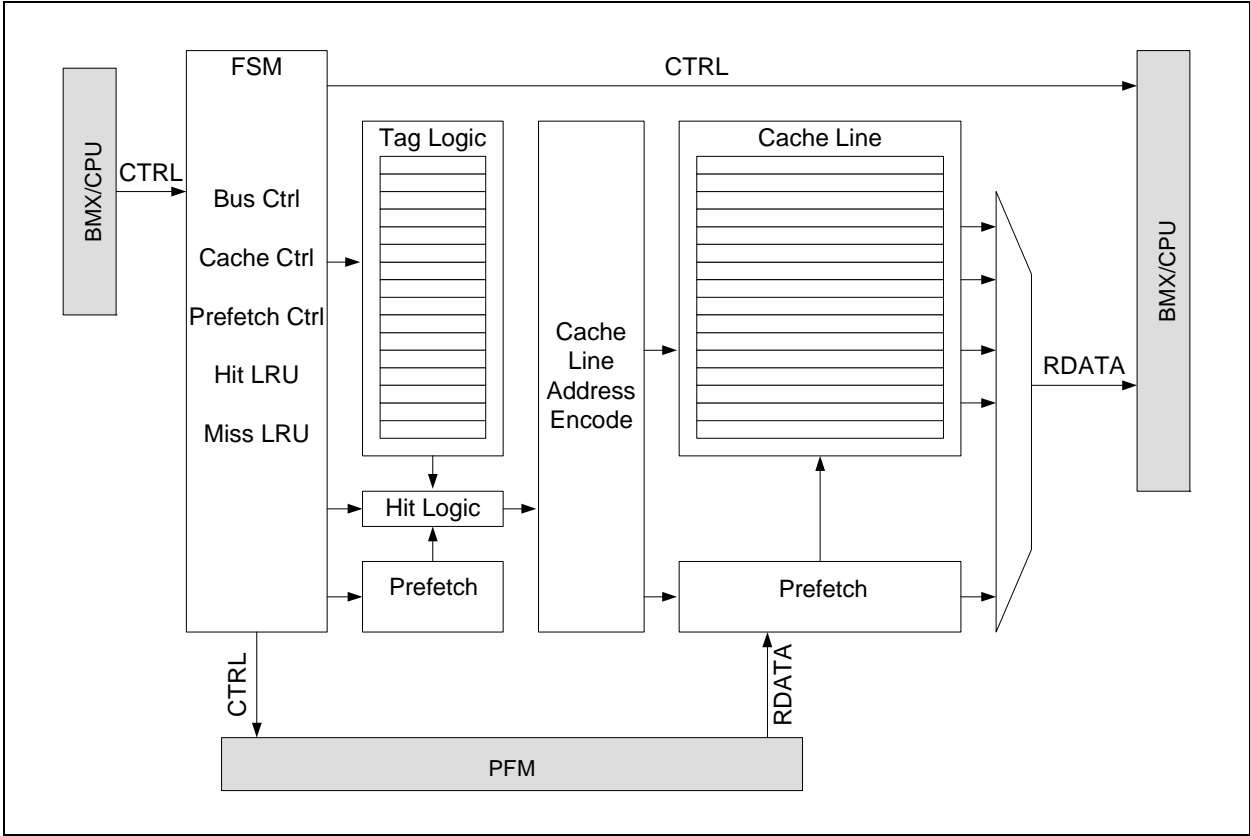 FSM
CTRL
BMX/CPU
CTRL
Bus Ctrl
Cache Ctrl
Prefetch Ctrl
Hit LRU
Miss LRU
Tag Logic
Hit Logic
Prefetch
Cache
Line
Address
Encode
Cache Line
Prefetch
RDATA
BMX/CPU
CTRL
RDATA
PFM